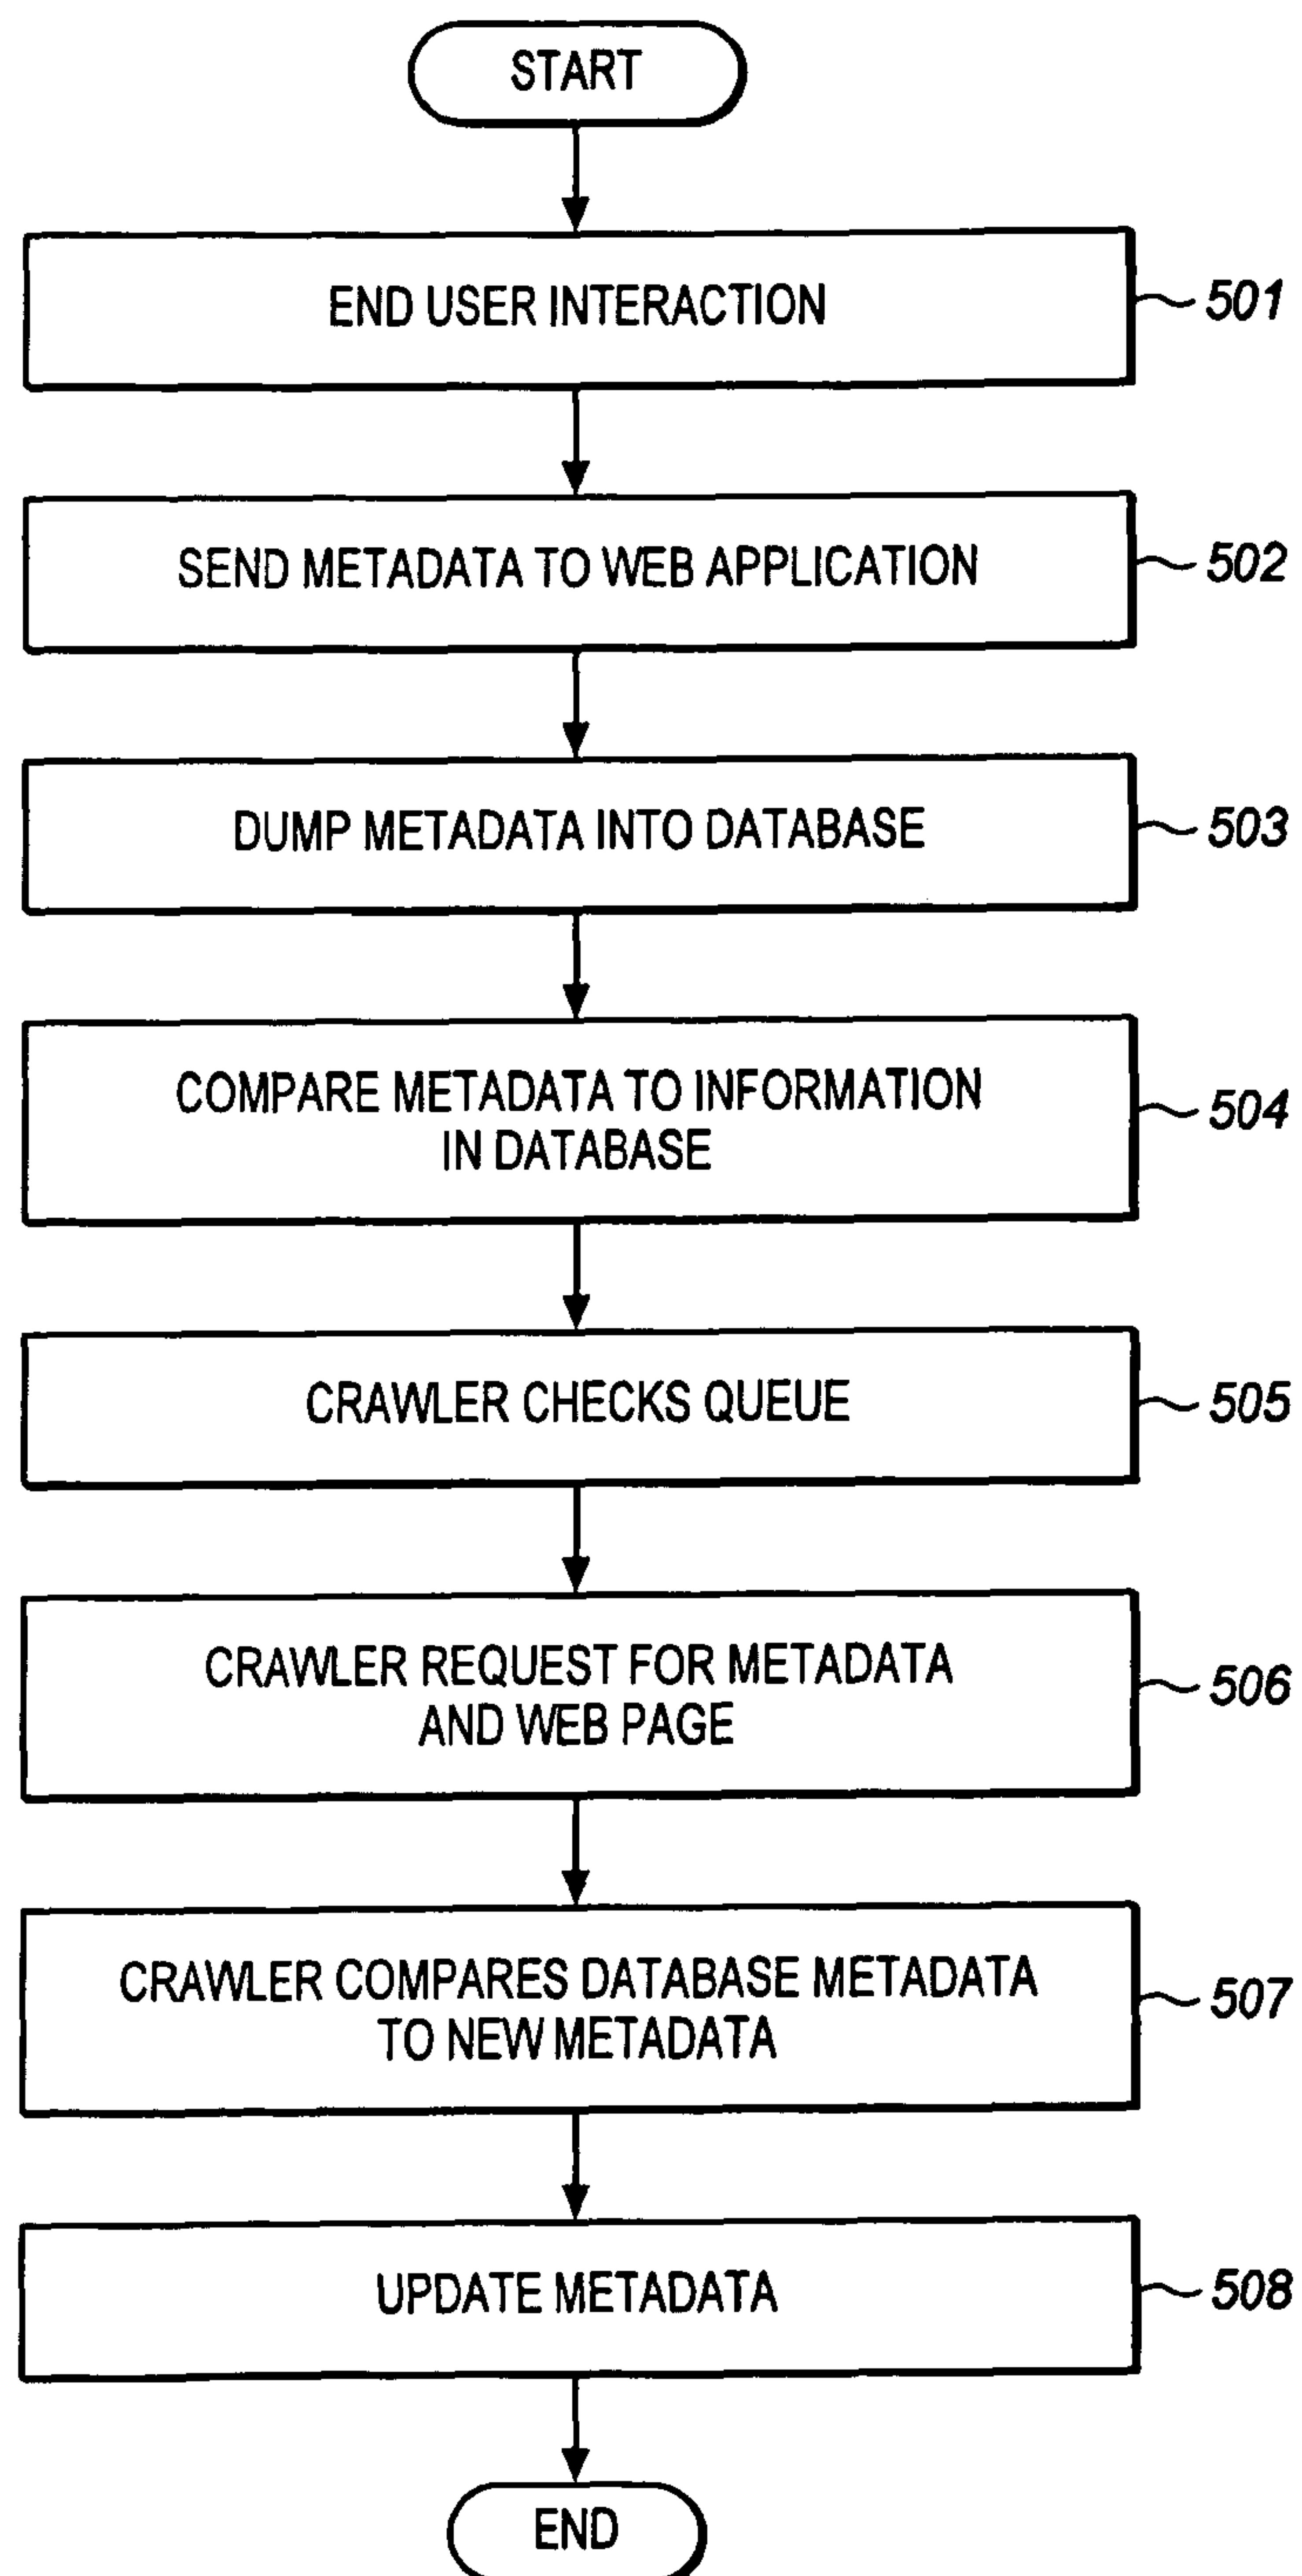 START
END USER INTERACTION
501
SEND METADATA TO WEB APPLICATION
502
DUMP METADATA INTO DATABASE
503
COMPARE METADATA TO INFORMATION
IN DATABASE
504
CRAWLER CHECKS QUEUE
505
CRAWLER REQUEST FOR METADATA
AND WEB PAGE
506
CRAWLER COMPARES DATABASE METADATA
TO NEW METADATA
507
UPDATE METADATA
508
END